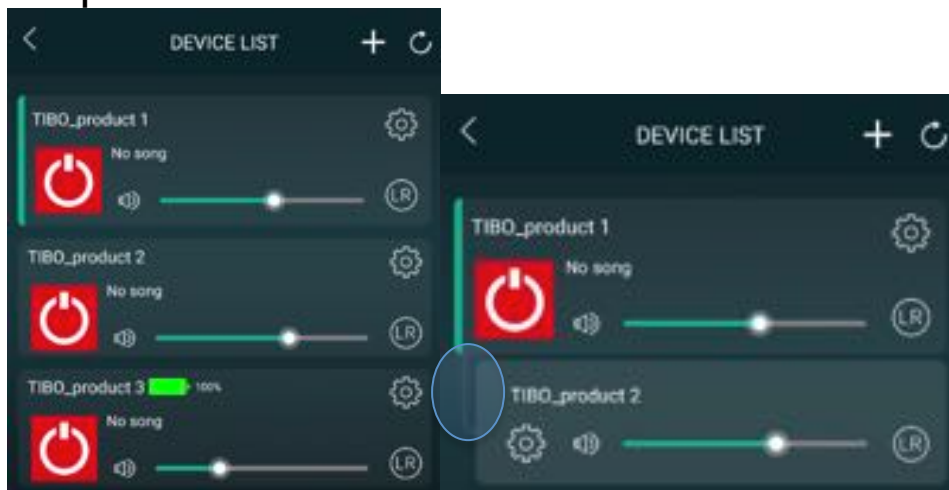 DEVICE LIST
TIBO_product 1
No song
LR
TIBO_product 2
No song
LR
TIBO_product 3 100%
No song
LR
DEVICE LIST
TIBO_product 1
No song
LR
TIBO_product 2
LR